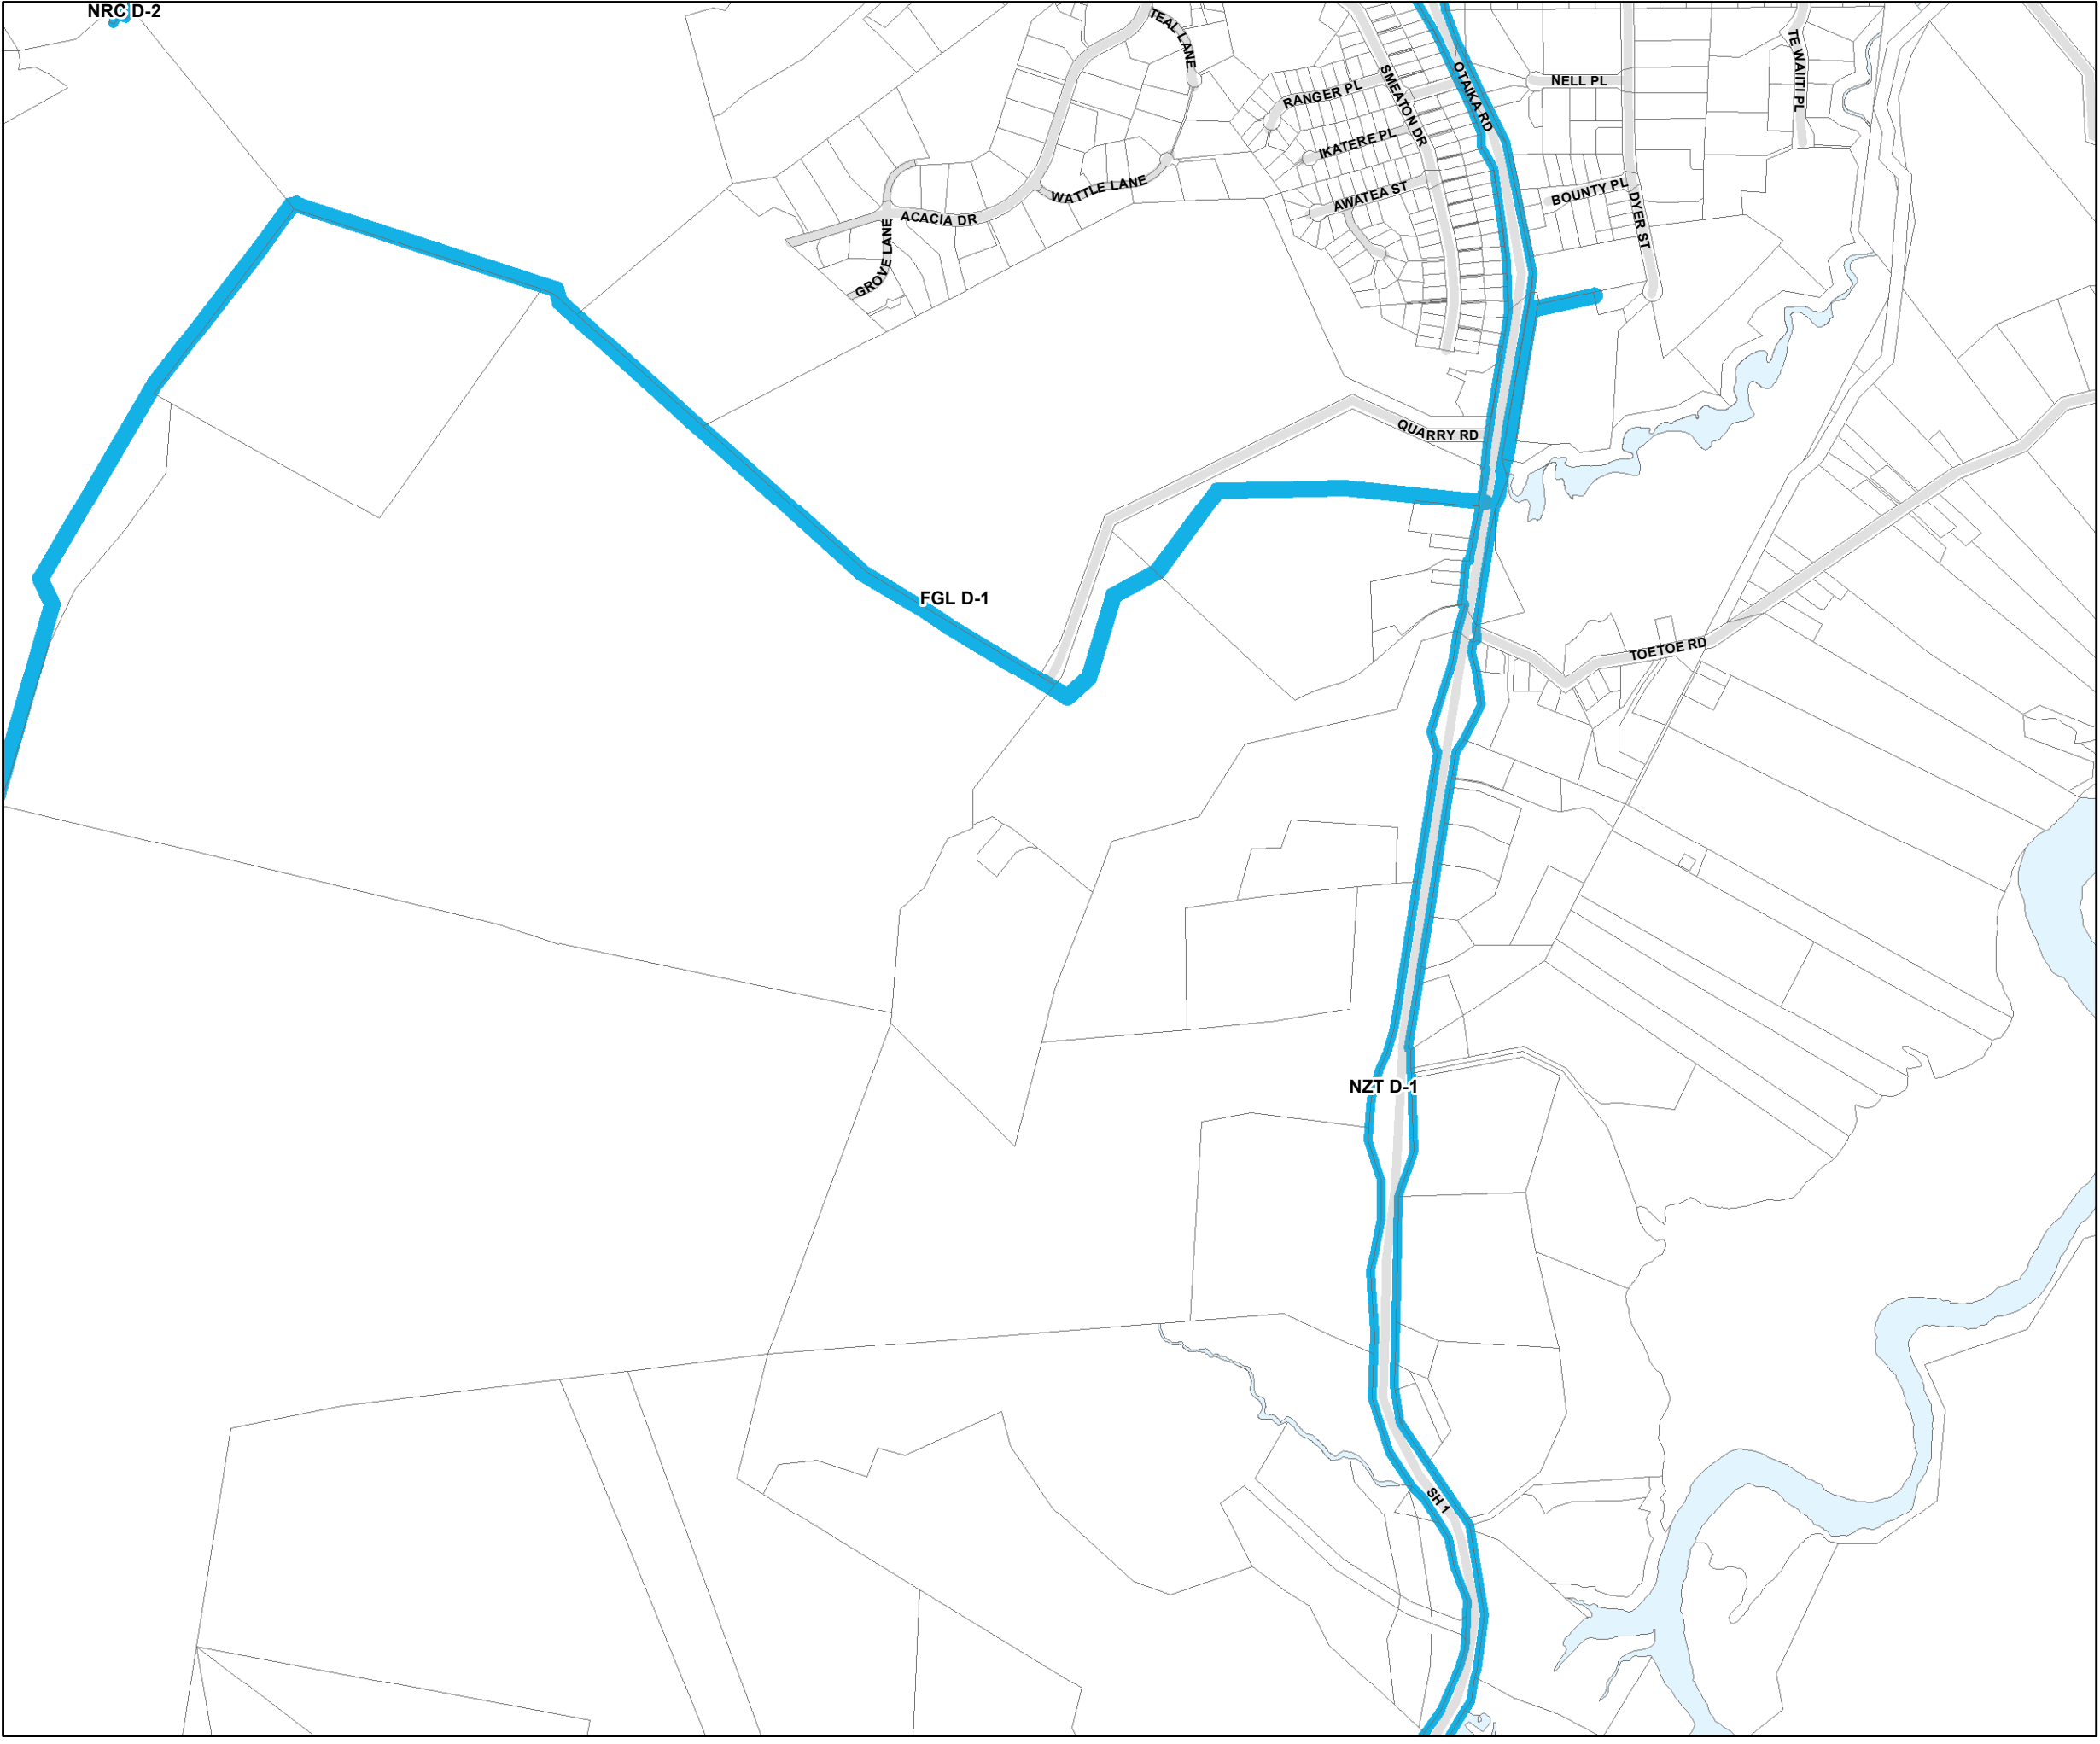 NRC D-2
TEAL LANE
SMEATON DR
OTAIKA RD
NELL PL
TE WAIITI PL
RANGER PL
IKATERE PL
WATTLE LANE
AWATEA ST
BOUNTY PL
DYER ST
ACACIA DR
GROVE LANE
QUARRY RD
FGL D-1
TOETOE RD
NZT D-1
SH 1